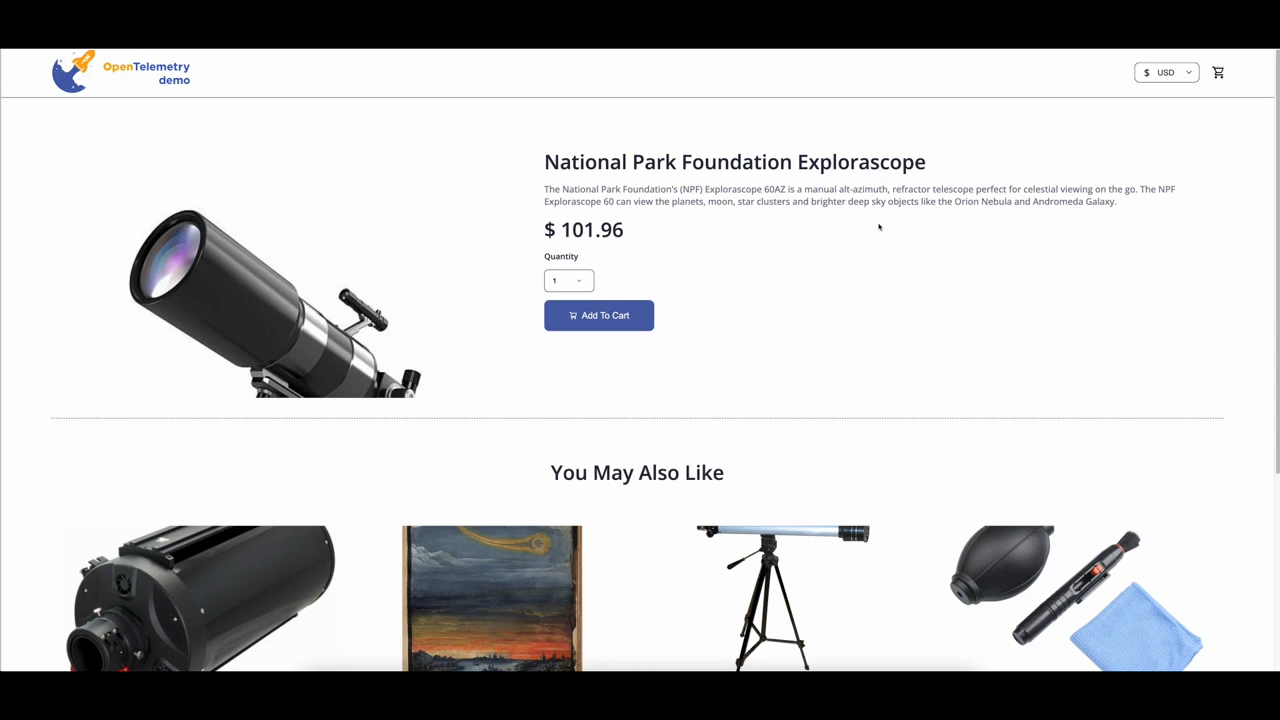 OpenTelemetry
demo
$ USD
National Park Foundation Explorascope
The National Park Foundation's (NPF) Explorascope 60AZ is a manual alt-azimuth, refractor telescope perfect for celestial viewing on the go. The NPF
Explorascope 60 can view the planets, moon, star clusters and brighter deep sky objects like the Orion Nebula and Andromeda Galaxy.
$ 101.96
Quantity
1
Add To Cart
You May Also Like